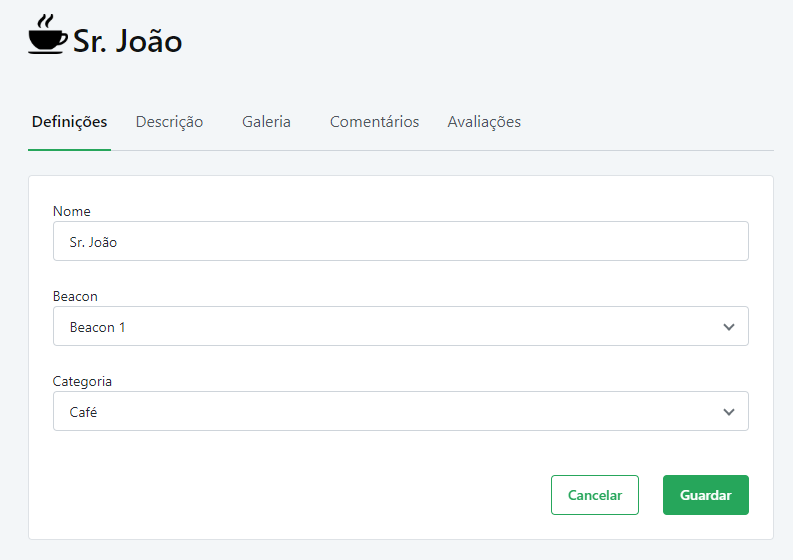 Sr. João
Definições Descrição Galeria Comentários Avaliações
Nome
Sr. João
Beacon
Beacon 1
Categoria
Café
Cancelar Guardar